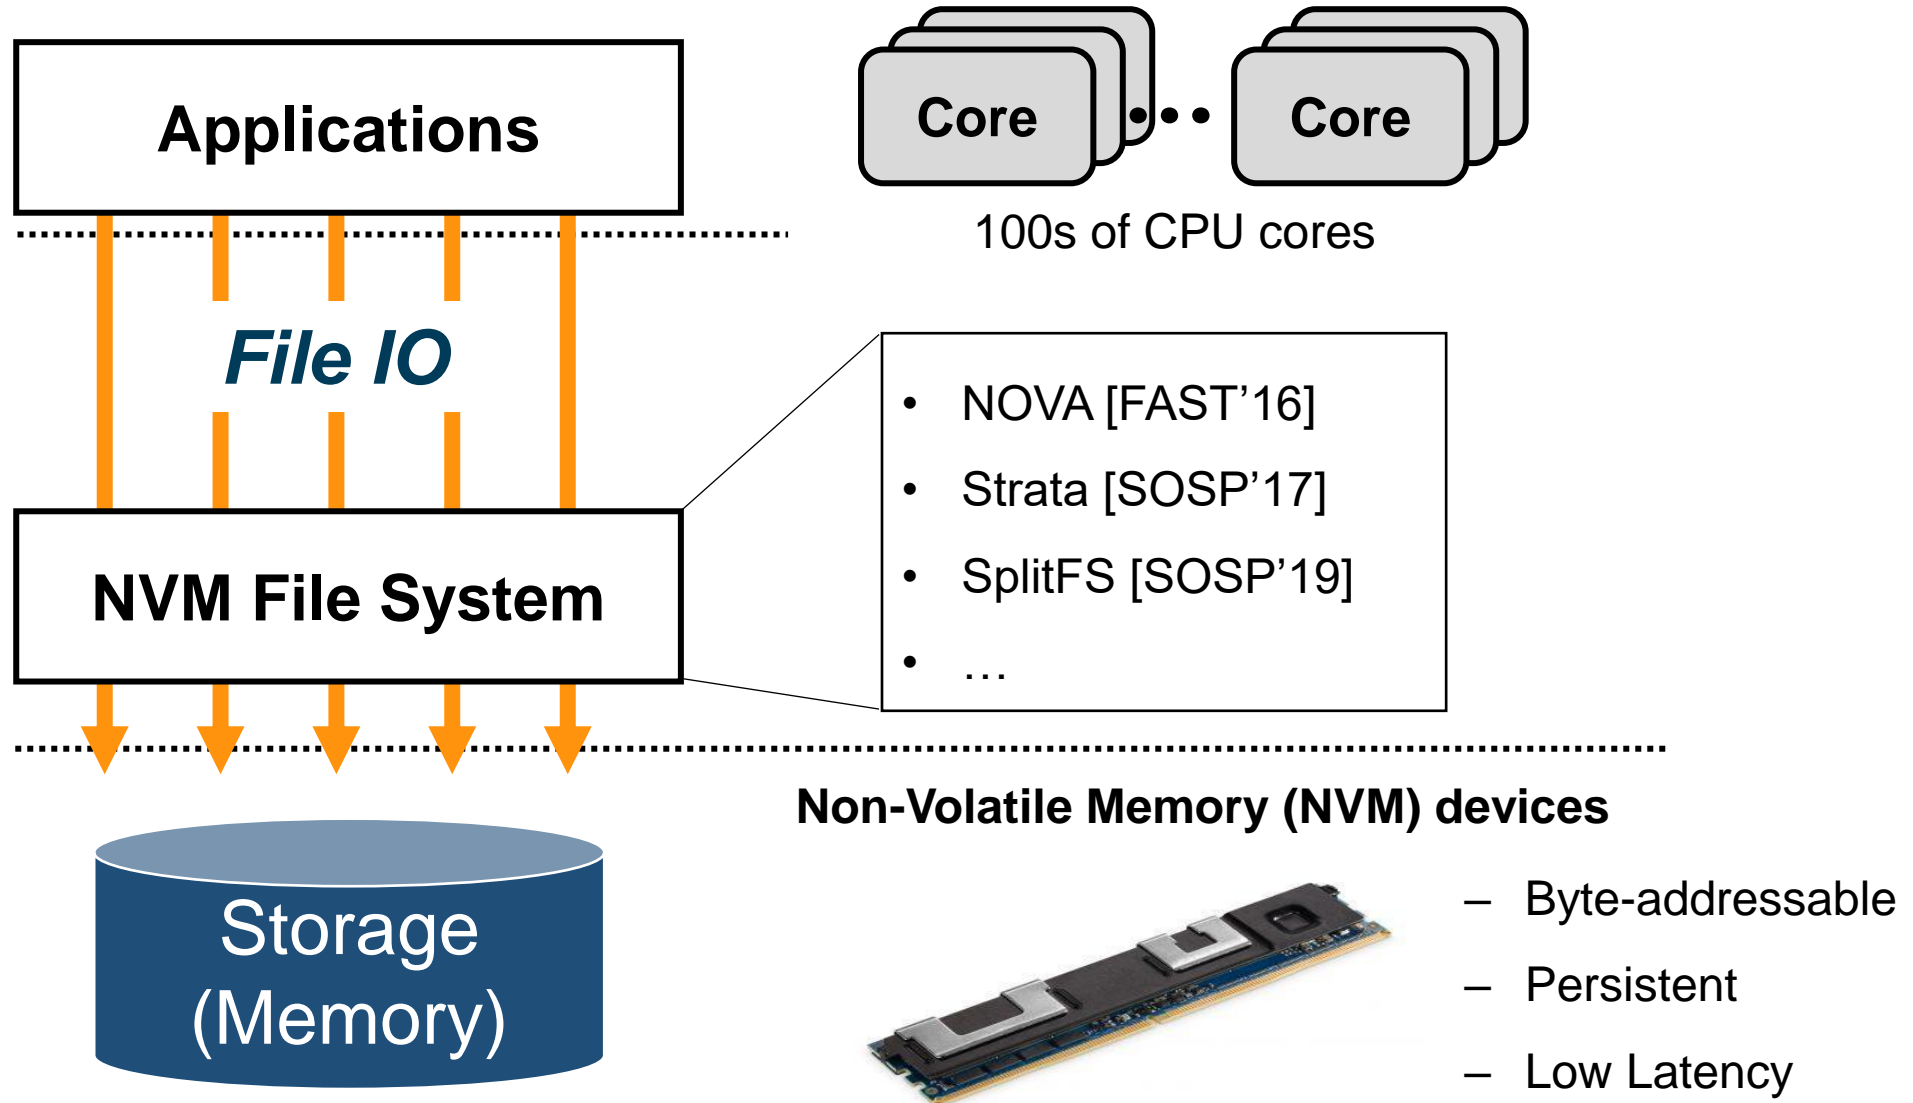 Applications
Core
•••
Core
100s of CPU cores
File IO
• NOVA [FAST’16]
• Strata [SOSP’17]
• SplitFS [SOSP’19]
• …
NVM File System
Non-Volatile Memory (NVM) devices
Storage
(Memory)
– Byte-addressable
– Persistent
– Low Latency